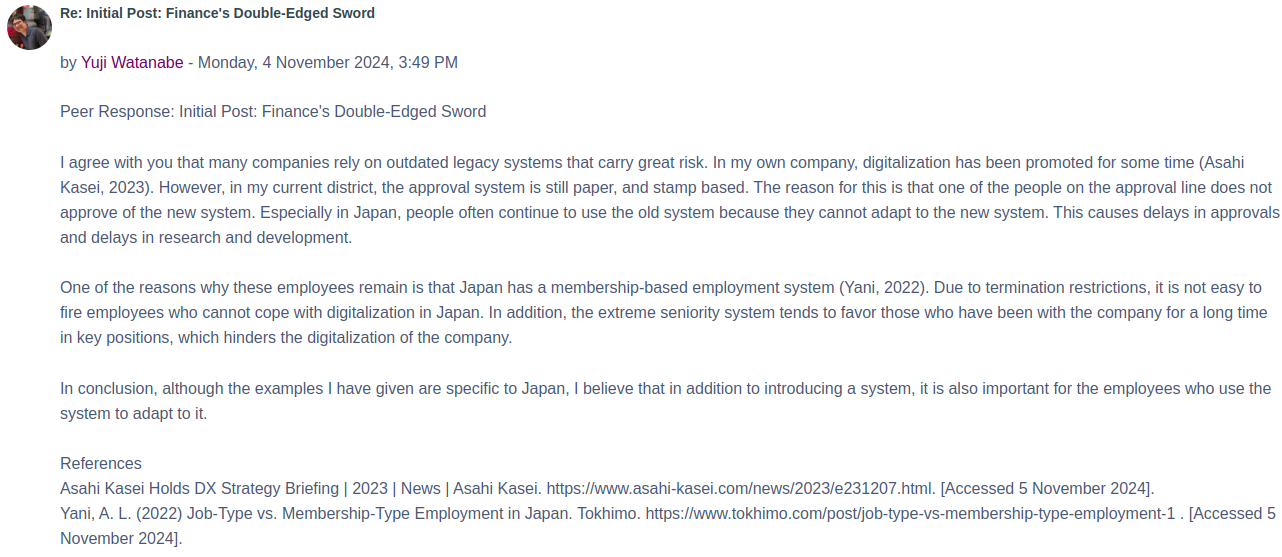 Re: Initial Post: Finance's Double-Edged Sword
by Yuji Watanabe - Monday, 4 November 2024, 3:49 PM
Peer Response: Initial Post: Finance's Double-Edged Sword
I agree with you that many companies rely on outdated legacy systems that carry great risk. In my own company, digitalization has been promoted for some time (Asahi
Kasei, 2023). However, in my current district, the approval system is still paper, and stamp based. The reason for this is that one of the people on the approval line does not
approve of the new system. Especially in Japan, people often continue to use the old system because they cannot adapt to the new system. This causes delays in approvals
and delays in research and development.
One of the reasons why these employees remain is that Japan has a membership-based employment system (Yani, 2022). Due to termination restrictions, it is not easy to
fire employees who cannot cope with digitalization in Japan. In addition, the extreme seniority system tends to favor those who have been with the company for a long time
in key positions, which hinders the digitalization of the company.
In conclusion, although the examples I have given are specific to Japan, I believe that in addition to introducing a system, it is also important for the employees who use the
system to adapt to it.
References
Asahi Kasei Holds DX Strategy Briefing | 2023 | News | Asahi Kasei. https://www.asahi-kasei.com/news/2023/e231207.html. [Accessed 5 November 2024].
Yani, A. L. (2022) Job-Type vs. Membership-Type Employment in Japan. Tokhimo. https://www.tokhimo.com/post/job-type-vs-membership-type-employment-1 . [Accessed 5
November 2024].